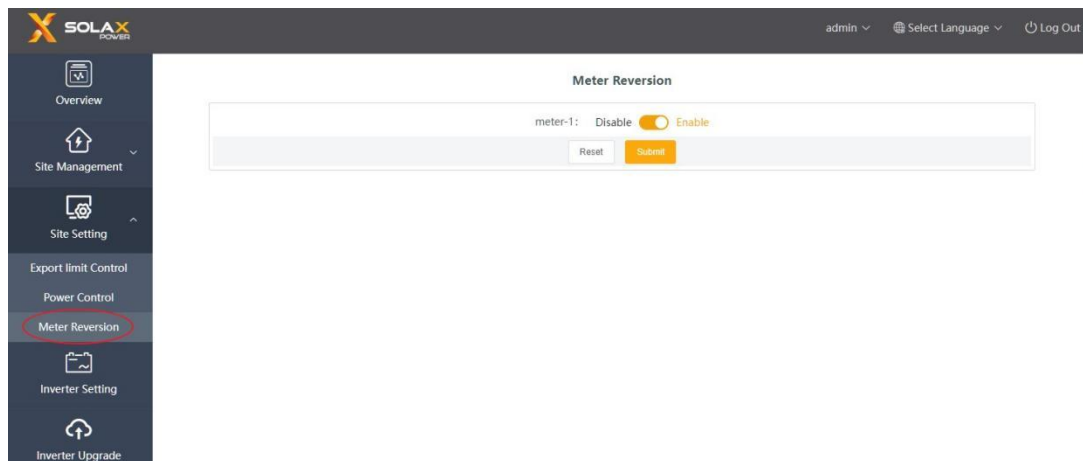 SOLAX
POWER
admin
Select Language
Log Out
Overview
Site Management
Site Setting
Export limit Control
Power Control
Meter Reversion
Inverter Setting
Inverter Upgrade
Meter Reversion
meter-1: Disable Enable
Reset Submit